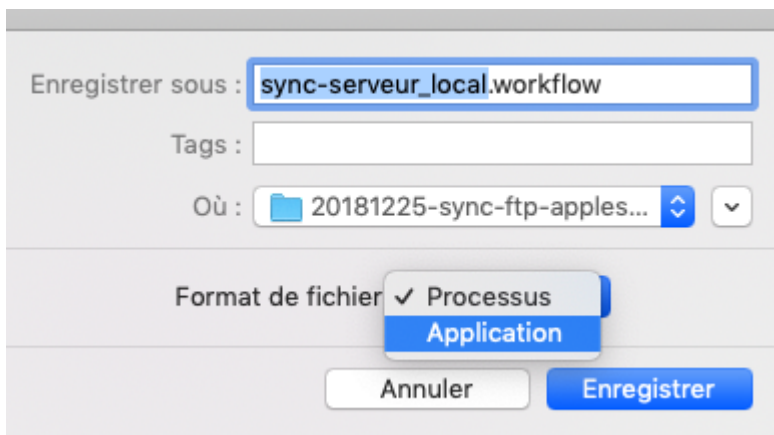 Enregistrer sous : sync-serveur_local.workflow
Tags :
Où : 20181225-sync-ftp-apples...
Format de fichier ✓ Processus
Application
Annuler Enregistrer